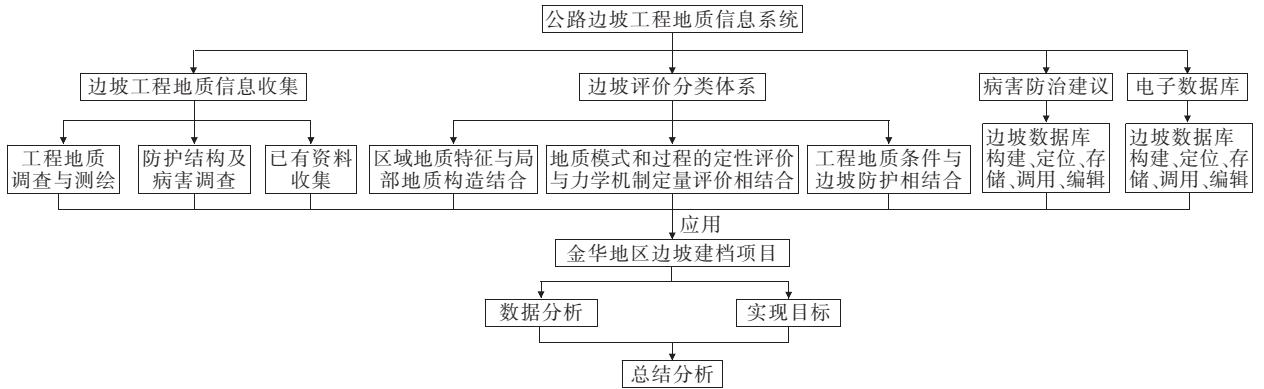 公路边坡工程地质信息系统
边坡工程地质信息收集
边坡评价分类体系
病害防治建议
电子数据库
工程地质
调查与测绘
防护结构及
病害调查
已有资料
收集
区域地质特征与局
部地质构造结合
地质模式和过程的定性评价
与力学机制定量评价相结合
工程地质条件与
边坡防护相结合
边坡数据库
构建、定位、存
储、调用、编辑
边坡数据库
构建、定位、存
储、调用、编辑
应用
金华地区边坡建档项目
数据分析
实现目标
总结分析